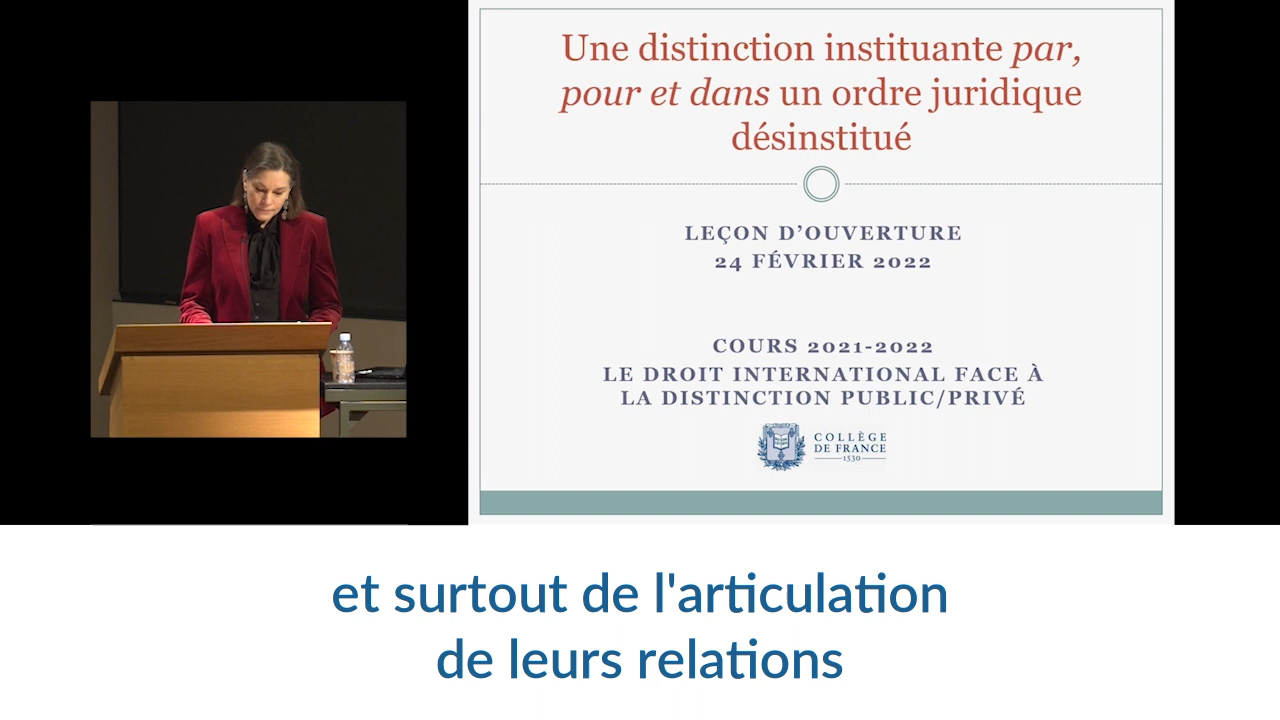 Une distinction instituante par,
pour et dans un ordre juridique
désinstitué
LEÇON D'OUVERTURE
24 FÉVRIER 2022
COURS 2021-2022
LE DROIT INTERNATIONAL FACE À
LA DISTINCTION PUBLIC/PRIVÉ
COLLÈGE
DE FRANCE
1530
et surtout de l'articulation
de leurs relations